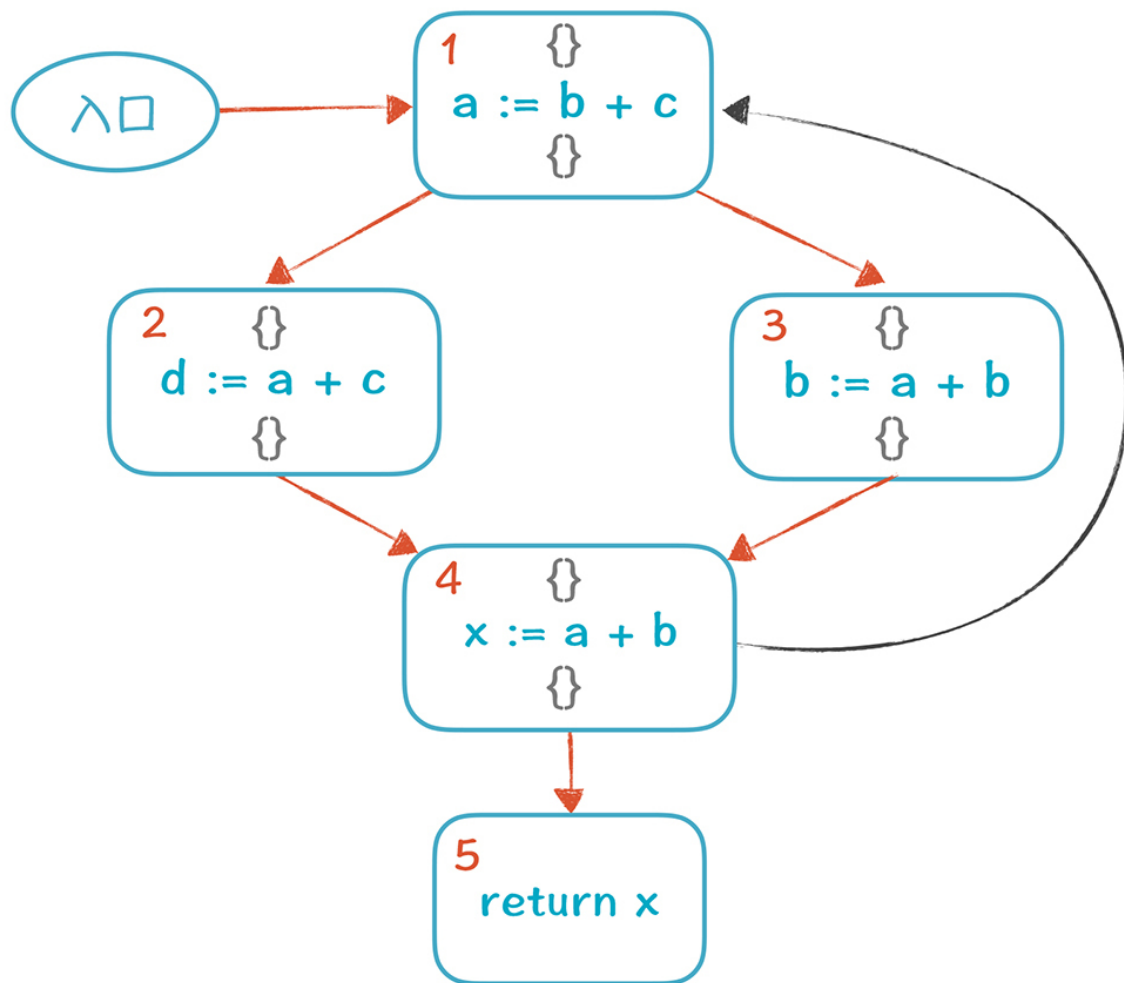 入口
1
{}
a := b + c
{}
2
{}
d := a + c
{}
3
{}
b := a + b
{}
4
{}
x := a + b
{}
5
return x